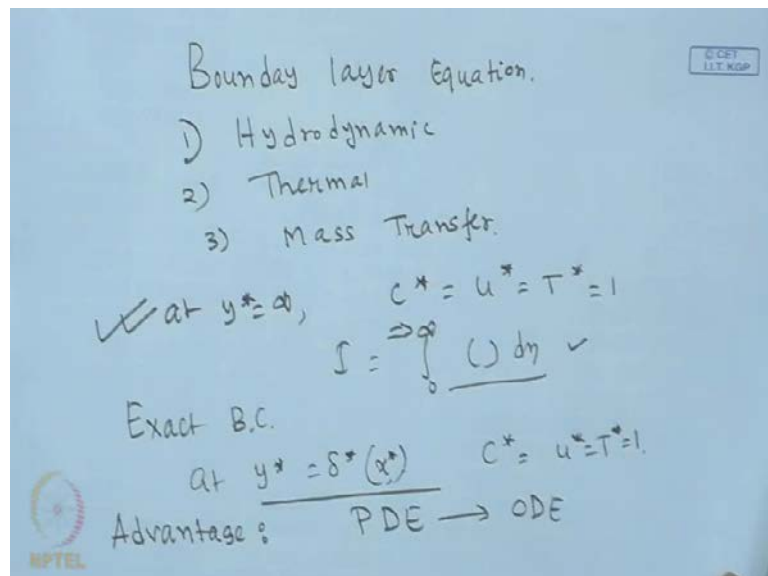 Bounday layer Equation.
© CET
I.I.T. KGP
1) Hydrodynamic
2) Thermal
3) Mass Transfer.
at y* = ∞, C* = u* = T* = 1
I = ∫₀^∞ ( ) dη ✓
Exact B.C.
at y* = δ*(x*) C* = u* = T* = 1.
Advantage : PDE → ODE
NPTEL